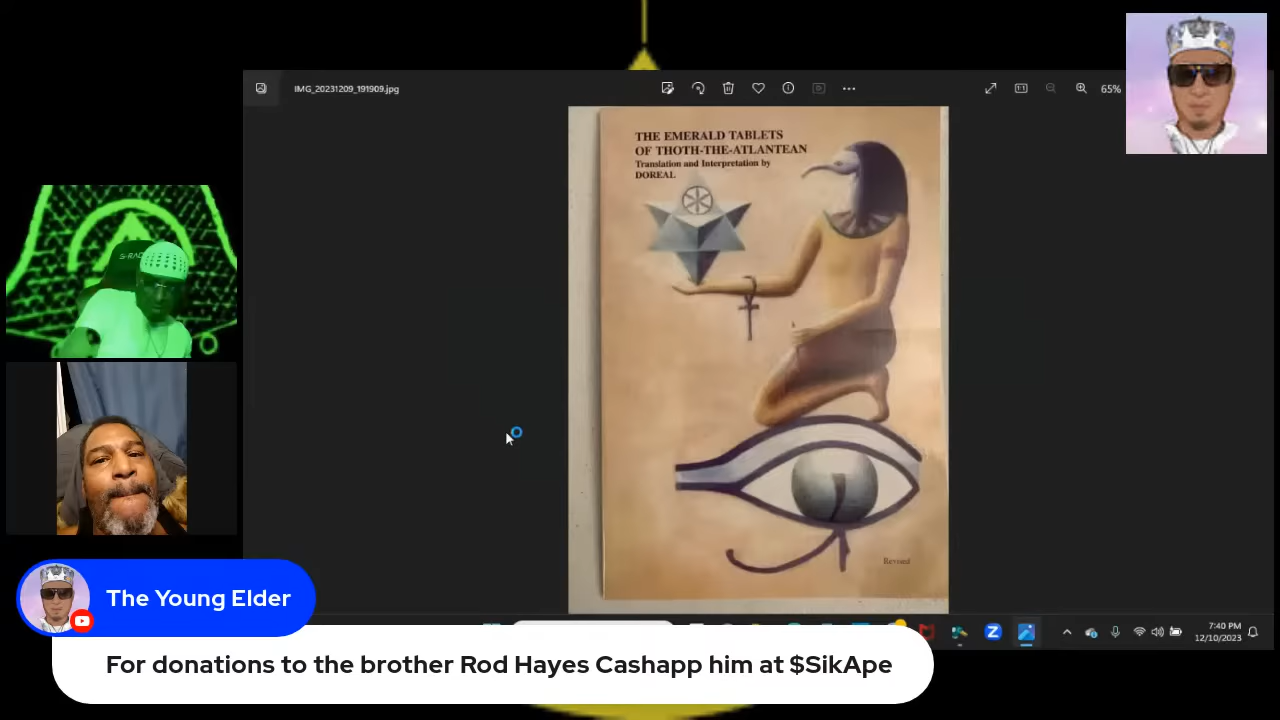 IMG_20231209_191909.jpg
65%
THE EMERALD TABLETS
OF THOTH-THE-ATLANTEAN
Translation and Interpretation by
DOREAL
Revised
The Young Elder
For donations to the brother Rod Hayes Cashapp him at $SikApe
7:40 PM
12/10/2023